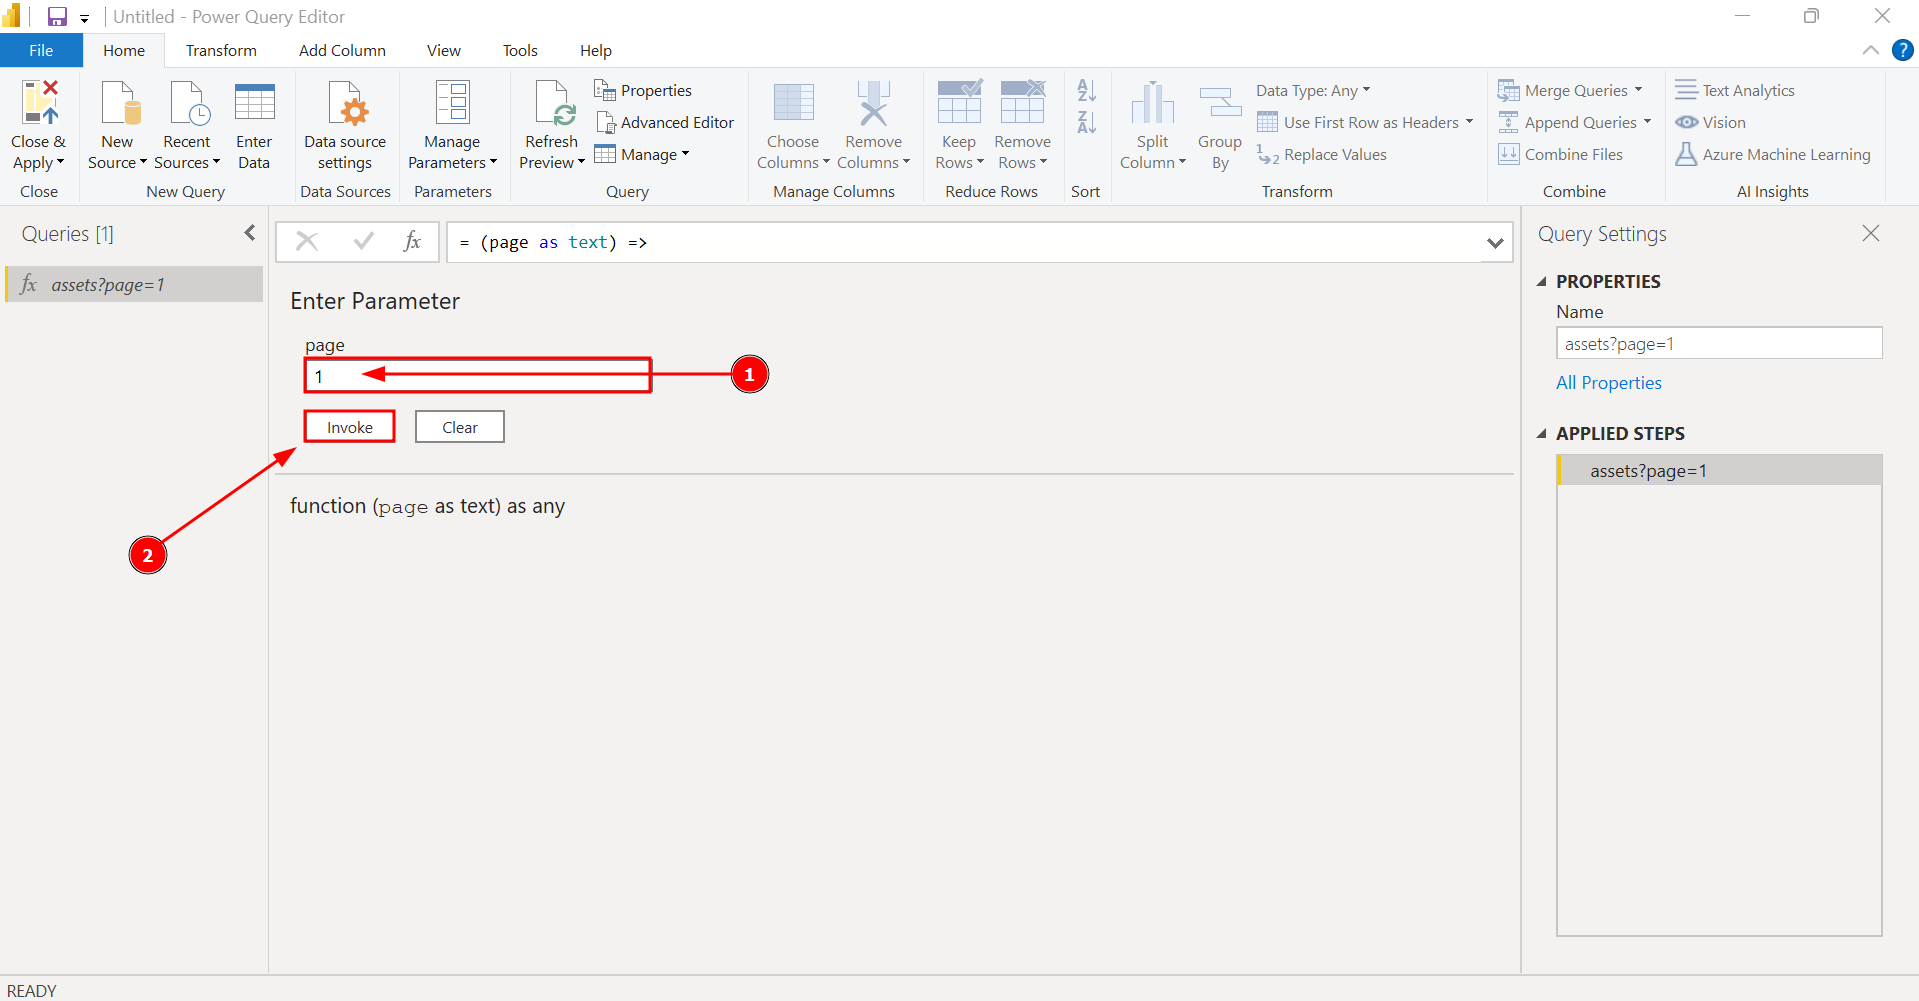 Untitled - Power Query Editor
File Home Transform Add Column View Tools Help ?
Close & Apply
Close
New Source
Recent Sources
Enter Data
New Query
Data source settings
Data Sources
Manage Parameters
Parameters
Refresh Preview
Properties
Advanced Editor
Manage
Query
Choose Columns
Remove Columns
Manage Columns
Keep Rows
Remove Rows
Reduce Rows
A
Z
Z
A
Sort
Split Column
Group By
Data Type: Any
Use First Row as Headers
1 2 Replace Values
Transform
Merge Queries
Append Queries
Combine Files
Combine
Text Analytics
Vision
Azure Machine Learning
AI Insights
Queries [1]
fx assets?page=1
fx = (page as text) =>
Enter Parameter
page
1
1
Invoke Clear
2
function (page as text) as any
Query Settings
PROPERTIES
Name
assets?page=1
All Properties
APPLIED STEPS
assets?page=1
READY